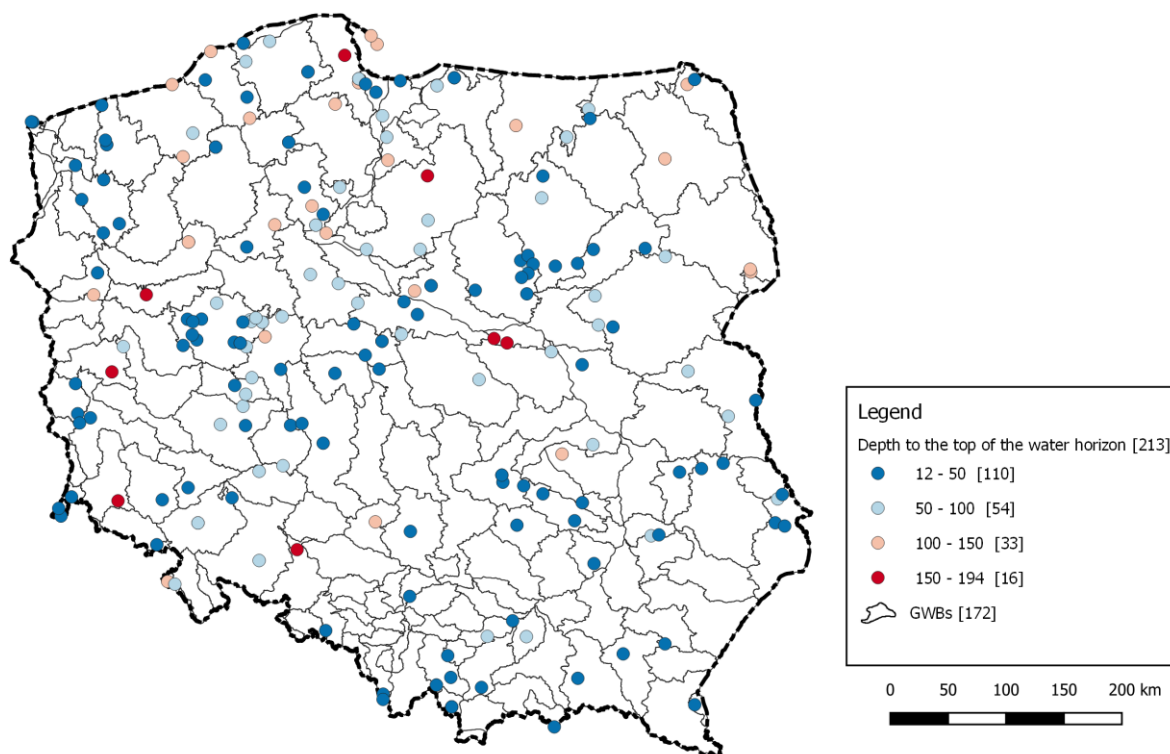 Legend
Depth to the top of the water horizon [213]
12 - 50 [110]
50 - 100 [54]
100 - 150 [33]
150 - 194 [16]
GWBs [172]
0 50 100 150 200 km